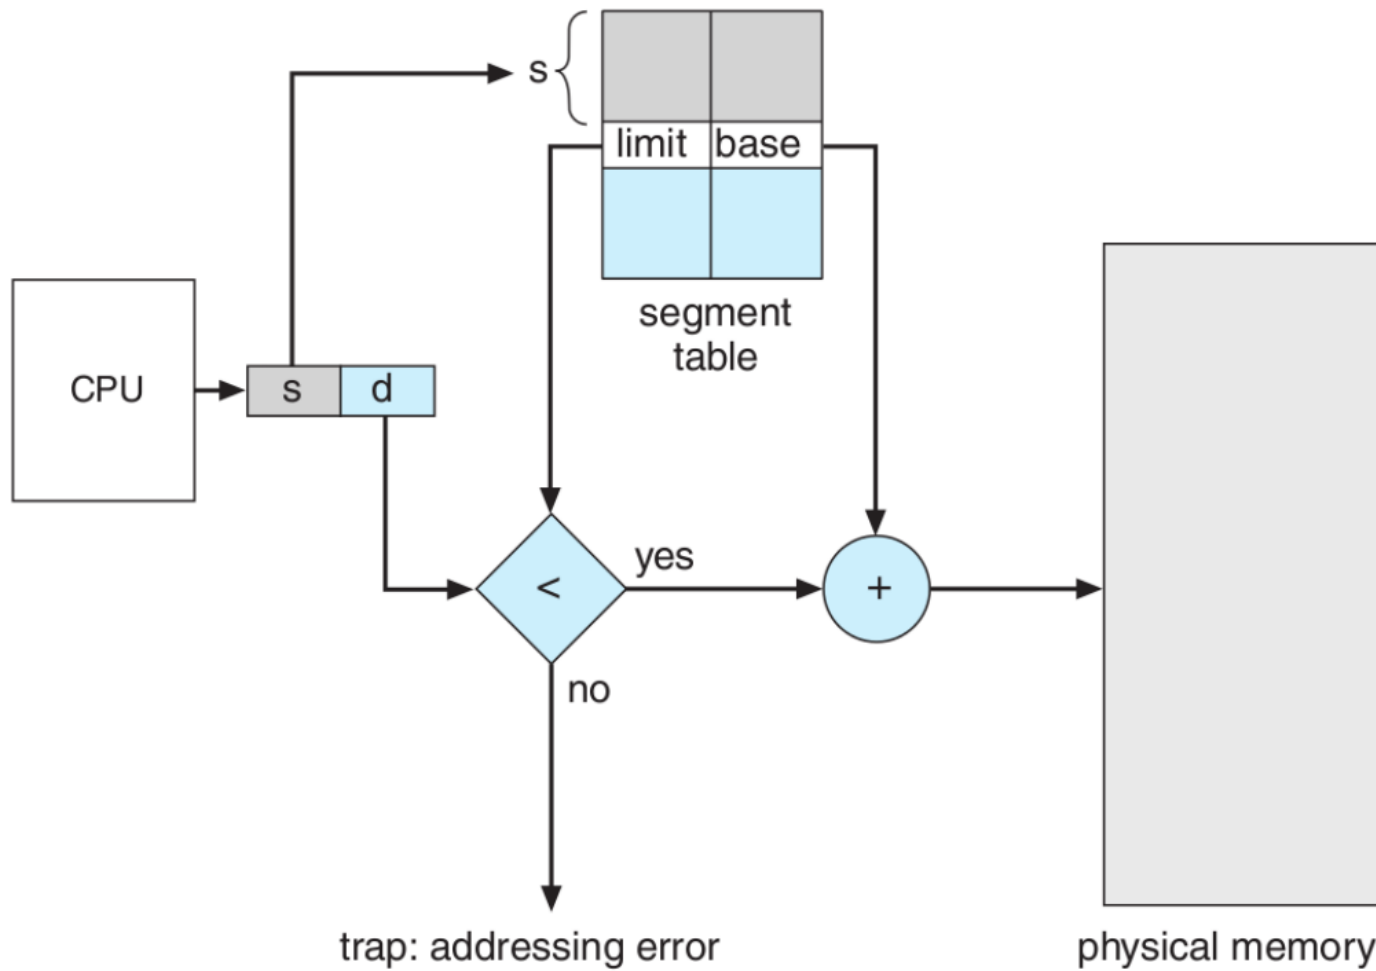 s
limit base
segment
table
CPU
s d
<
yes
+
no
trap: addressing error
physical memory